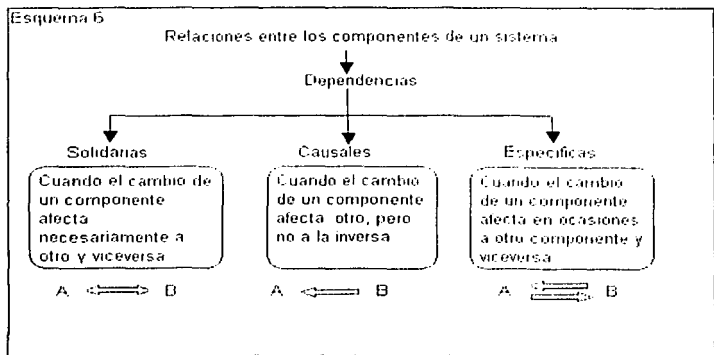 Esquema 6
Relaciones entre los componentes de un sistema
Dependencias
Solidarias
Cuando el cambio de
un componente
afecta
necesariamente a
otro y viceversa
A B
Causales
Cuando el cambio
de un componente
afecta otro, pero
no a la inversa
A B
Especificas
Cuando el cambio
de un componente
afecta en ocasiones
a otro componente y
viceversa
A B